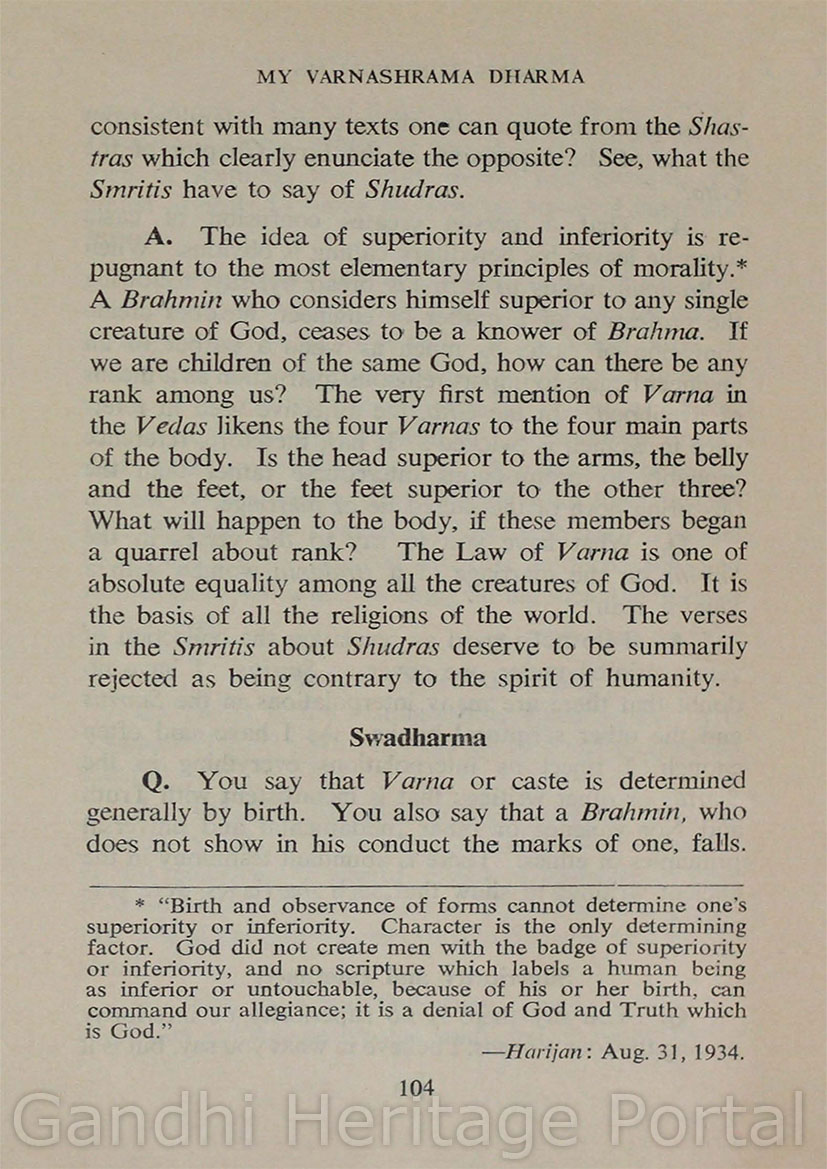 MY VARNASHRAMA DHARMA
consistent with many texts one can quote from the Shas-
tras which clearly enunciate the opposite? See, what the
Smritis have to say of Shudras.
A. The idea of superiority and inferiority is re-
pugnant to the most elementary principles of morality.*
A Brahmin who considers himself superior to any single
creature of God, ceases to be a knower of Brahma. If
we are children of the same God, how can there be any
rank among us? The very first mention of Varna in
the Vedas likens the four Varnas to the four main parts
of the body. Is the head superior to the arms, the belly
and the feet, or the feet superior to the other three?
What will happen to the body, if these members began
a quarrel about rank? The Law of Varna is one of
absolute equality among all the creatures of God. It is
the basis of all the religions of the world. The verses
in the Smritis about Shudras deserve to be summarily
rejected as being contrary to the spirit of humanity.
Swadharma
Q. You say that Varna or caste is determined
generally by birth. You also say that a Brahmin, who
does not show in his conduct the marks of one, falls.
* "Birth and observance of forms cannot determine one's
superiority or inferiority. Character is the only determining
factor. God did not create men with the badge of superiority
or inferiority, and no scripture which labels a human being
as inferior or untouchable, because of his or her birth, can
command our allegiance; it is a denial of God and Truth which
is God."
—Harijan: Aug. 31, 1934.
104
Gandhi Heritage Portal